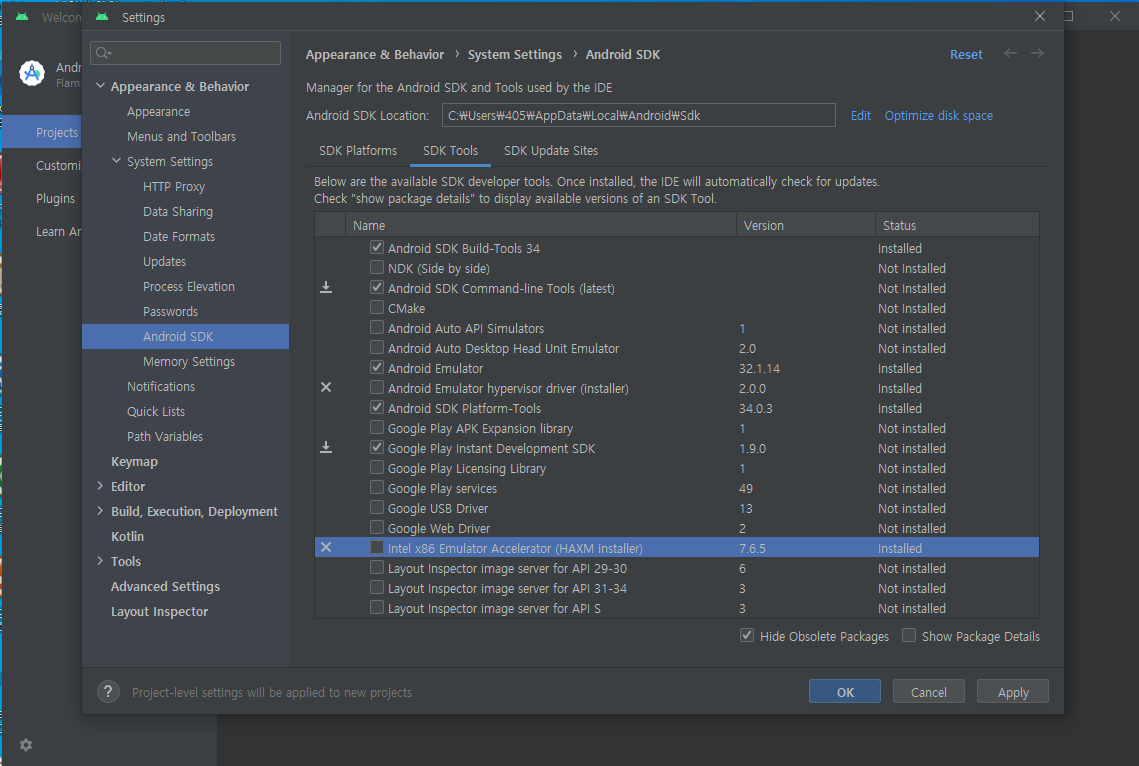 Welcom
Settings
Andr
Flami
Projects
Customi
Plugins
Learn Ar
Appearance & Behavior
Appearance
Menus and Toolbars
System Settings
HTTP Proxy
Data Sharing
Date Formats
Updates
Process Elevation
Passwords
Android SDK
Memory Settings
Notifications
Quick Lists
Path Variables
Keymap
Editor
Build, Execution, Deployment
Kotlin
Tools
Advanced Settings
Layout Inspector
Appearance & Behavior › System Settings › Android SDK
Reset
Manager for the Android SDK and Tools used by the IDE
Android SDK Location: C:₩Users₩405₩AppData₩Local₩Android₩Sdk Edit Optimize disk space
SDK Platforms SDK Tools SDK Update Sites
Below are the available SDK developer tools. Once installed, the IDE will automatically check for updates.
Check "show package details" to display available versions of an SDK Tool.
Name Version Status
Android SDK Build-Tools 34 Installed
NDK (Side by side) Not Installed
Android SDK Command-line Tools (latest) Not Installed
CMake Not Installed
Android Auto API Simulators 1 Not installed
Android Auto Desktop Head Unit Emulator 2.0 Not installed
Android Emulator 32.1.14 Installed
Android Emulator hypervisor driver (installer) 2.0.0 Installed
Android SDK Platform-Tools 34.0.3 Installed
Google Play APK Expansion library 1 Not installed
Google Play Instant Development SDK 1.9.0 Not installed
Google Play Licensing Library 1 Not installed
Google Play services 49 Not installed
Google USB Driver 13 Not installed
Google Web Driver 2 Not installed
Intel x86 Emulator Accelerator (HAXM installer) 7.6.5 Installed
Layout Inspector image server for API 29-30 6 Not installed
Layout Inspector image server for API 31-34 3 Not installed
Layout Inspector image server for API S 3 Not installed
Hide Obsolete Packages Show Package Details
? Project-level settings will be applied to new projects
OK Cancel Apply